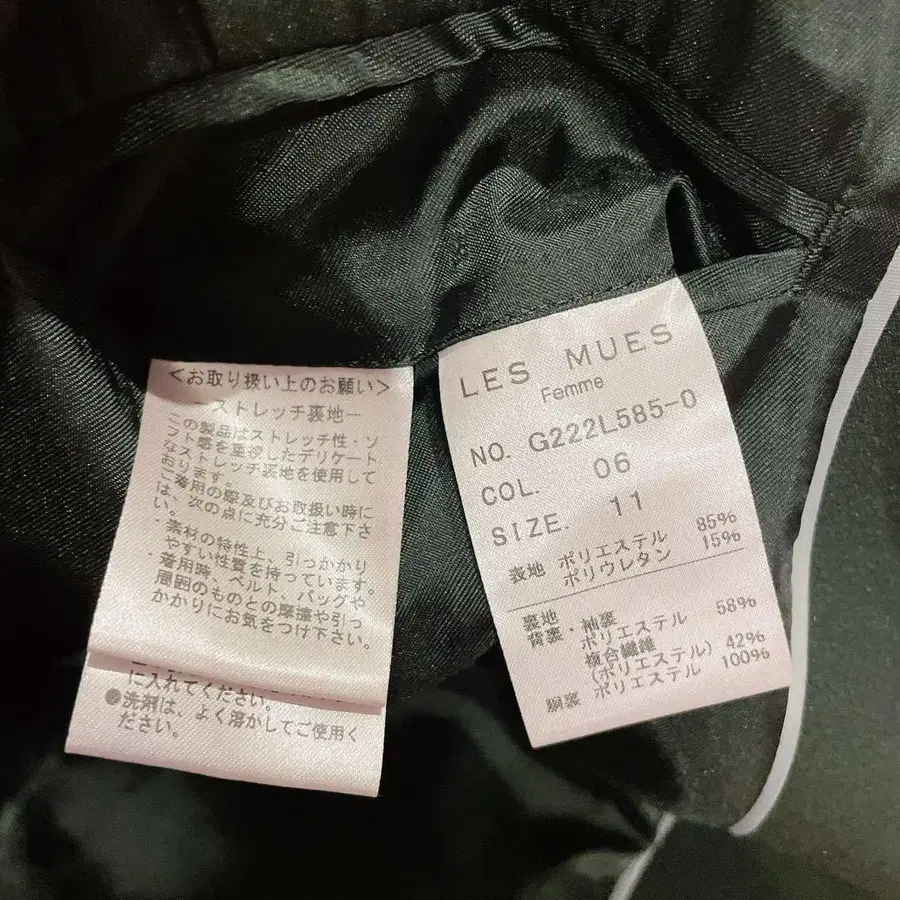 <お取り扱い上のお願い>
ストレッチ裏地ー
この製品はストレッチ性・ソ
フト感を重視したデリケート
なストレッチ裏地を使用して
おります。
ご着用の際及びお取扱い時に
は、次の点に充分ご注意下さ
い。
・素材の特性上、引っかかり
やすい性質を持っています。
・着用時、ベルト、バッグや
周囲のものとの摩擦や引っ
かかりにお気をつけ下さい。
に入れてください。
●洗剤は、よく溶かしてご使用く
ださい。
LES MUES
Femme
NO. G222L585-0
COL. 06
SIZE. 11
表地 ポリエステル 85%
ポリウレタン 15%
裏地
背裏・袖裏
ポリエステル 58%
複合繊維
(ポリエステル) 42%
胴裏 ポリエステル 100%